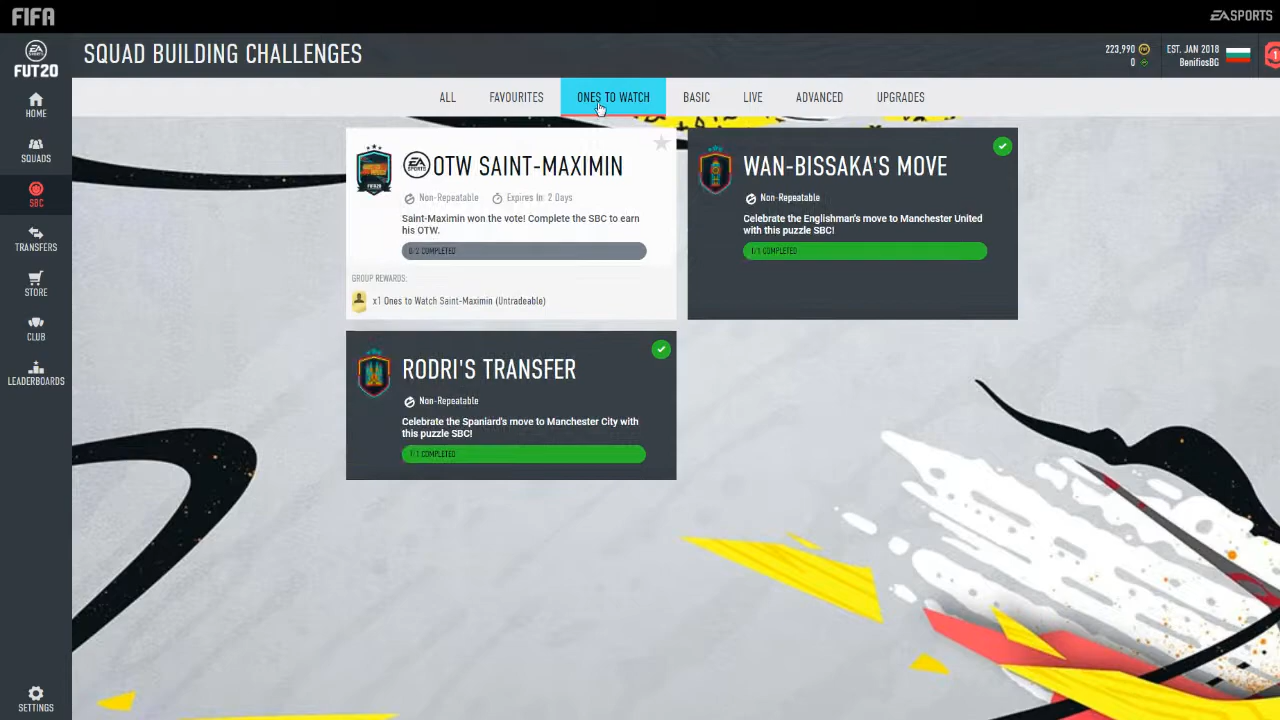 FIFA
EA SPORTS
EA SPORTS
FUT20
SQUAD BUILDING CHALLENGES
223,990
0
EST. JAN 2018
BenifiesBG
1
HOME
SQUADS
SBC
TRANSFERS
STORE
CLUB
LEADERBOARDS
SETTINGS
ALL
FAVOURITES
ONES TO WATCH
BASIC
LIVE
ADVANCED
UPGRADES
OTW SAINT-MAXIMIN
Non-Repeatable
Expires In: 2 Days
Saint-Maximin won the vote! Complete the SBC to earn
his OTW.
0/2 COMPLETED
GROUP REWARDS:
x1 Ones to Watch Saint-Maximin (Untradeable)
WAN-BISSAKA'S MOVE
Non-Repeatable
Celebrate the Englishman's move to Manchester United
with this puzzle SBC!
1/1 COMPLETED
RODRI'S TRANSFER
Non-Repeatable
Celebrate the Spaniard's move to Manchester City with
this puzzle SBC!
1/1 COMPLETED